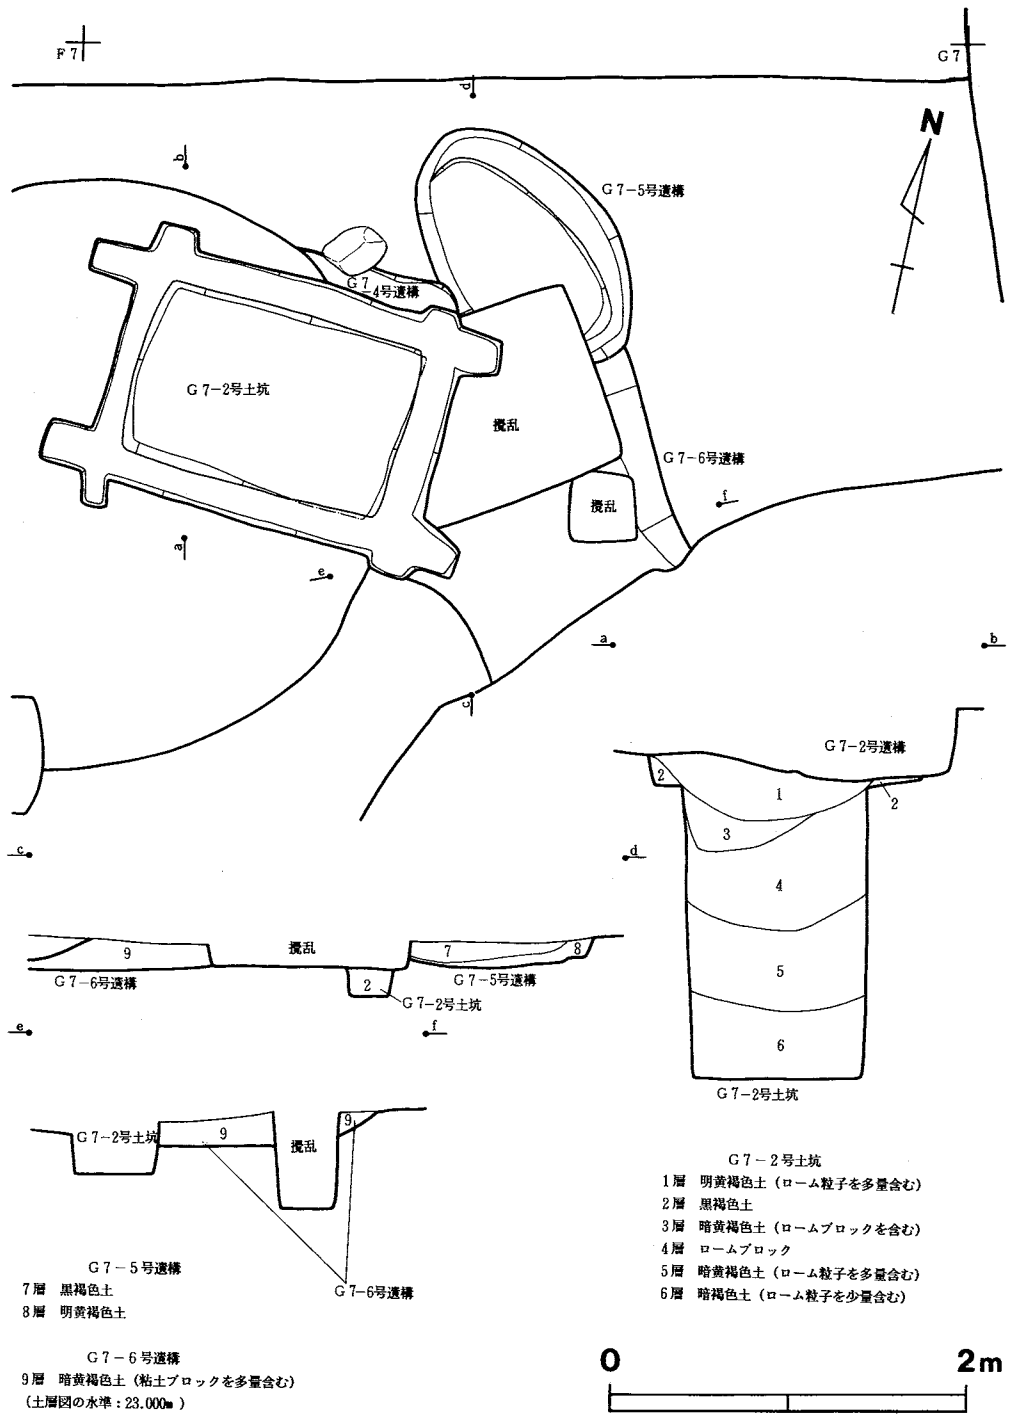 F7
G7
d
N
b
G7-5号遺構
G7
-4号遺構
G7-2号土坑
攪乱
G7-6号遺構
攪乱
f
a
e
a
b
c
G7-2号遺構
2
1
2
3
4
5
6
G7-2号土坑
c
d
9
攪乱
7
8
G7-6号遺構
2
G7-5号遺構
G7-2号土坑
e
f
G7-2号土坑
9
攪乱
9
G7-6号遺構
G7-2号土坑
1層 明黄褐色土（ローム粒子を多量含む）
2層 黒褐色土
3層 暗黄褐色土（ロームブロックを含む）
4層 ロームブロック
5層 暗黄褐色土（ローム粒子を多量含む）
6層 暗褐色土（ローム粒子を少量含む）
G7-5号遺構
7層 黒褐色土
8層 明黄褐色土
G7-6号遺構
9層 暗黄褐色土（粘土ブロックを多量含む）
（土層図の水準：23.000m）
0 2m